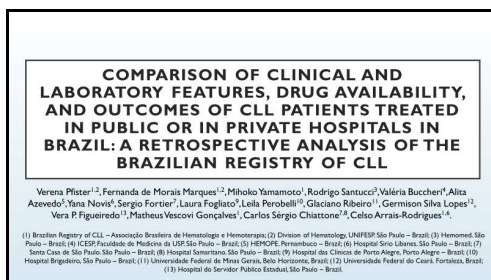 COMPARISON OF CLINICAL AND
LABORATORY FEATURES, DRUG AVAILABILITY,
AND OUTCOMES OF CLL PATIENTS TREATED
IN PUBLIC OR IN PRIVATE HOSPITALS IN
BRAZIL: A RETROSPECTIVE ANALYSIS OF THE
BRAZILIAN REGISTRY OF CLL
Verena Pfister1,2, Fernanda de Morais Marques1,2, Mihoko Yamamoto1, Rodrigo Santucci3, Valéria Buccheri4, Alita
Azevedo5, Yana Novis6, Sergio Fortier7, Laura Fogliato9, Leila Perobelli10, Glaciano Ribeiro11, Germison Silva Lopes12,
Vera P. Figueiredo13, Matheus Vescovi Gonçalves1, Carlos Sérgio Chiattone7,8, Celso Arrais-Rodrigues1,6.
(1) Brazilian Registry of CLL – Associação Brasileira de Hematologia e Hemoterapia; (2) Division of Hematology, UNIFESP. São Paulo – Brazil; (3) Hemomed. São
Paulo – Brazil; (4) ICESP, Faculdade de Medicina da USP. São Paulo – Brazil; (5) HEMOPE. Pernambuco – Brazil; (6) Hospital Sirio Libanes. São Paulo – Brazil; (7)
Santa Casa de São Paulo. São Paulo – Brazil; (8) Hospital Samaritano. São Paulo – Brazil; (9) Hospital das Clínicas de Porto Alegre, Porto Alegre – Brazil; (10)
Hospital Brigadeiro, São Paulo – Brazil; (11) Universidade Federal de Minas Gerais, Belo Horizonte, Brazil; (12) Universidade Federal do Ceará. Fortaleza, Brazil;
(13) Hospital do Servidor Público Estadual, São Paulo – Brazil.